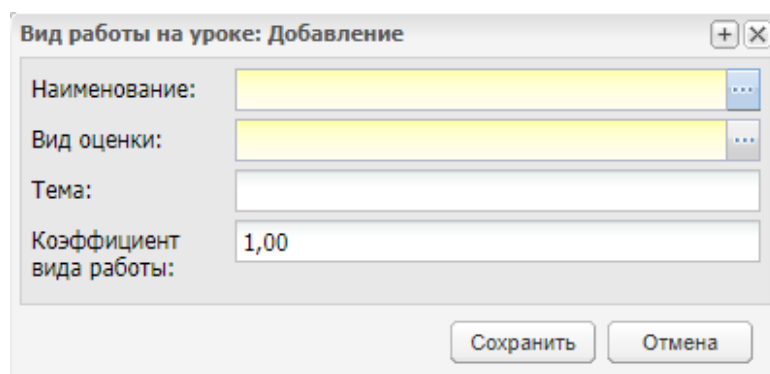 Вид работы на уроке: Добавление
Наименование:
Вид оценки:
Тема:
Коэффициент
вида работы:
1,00
Сохранить
Отмена